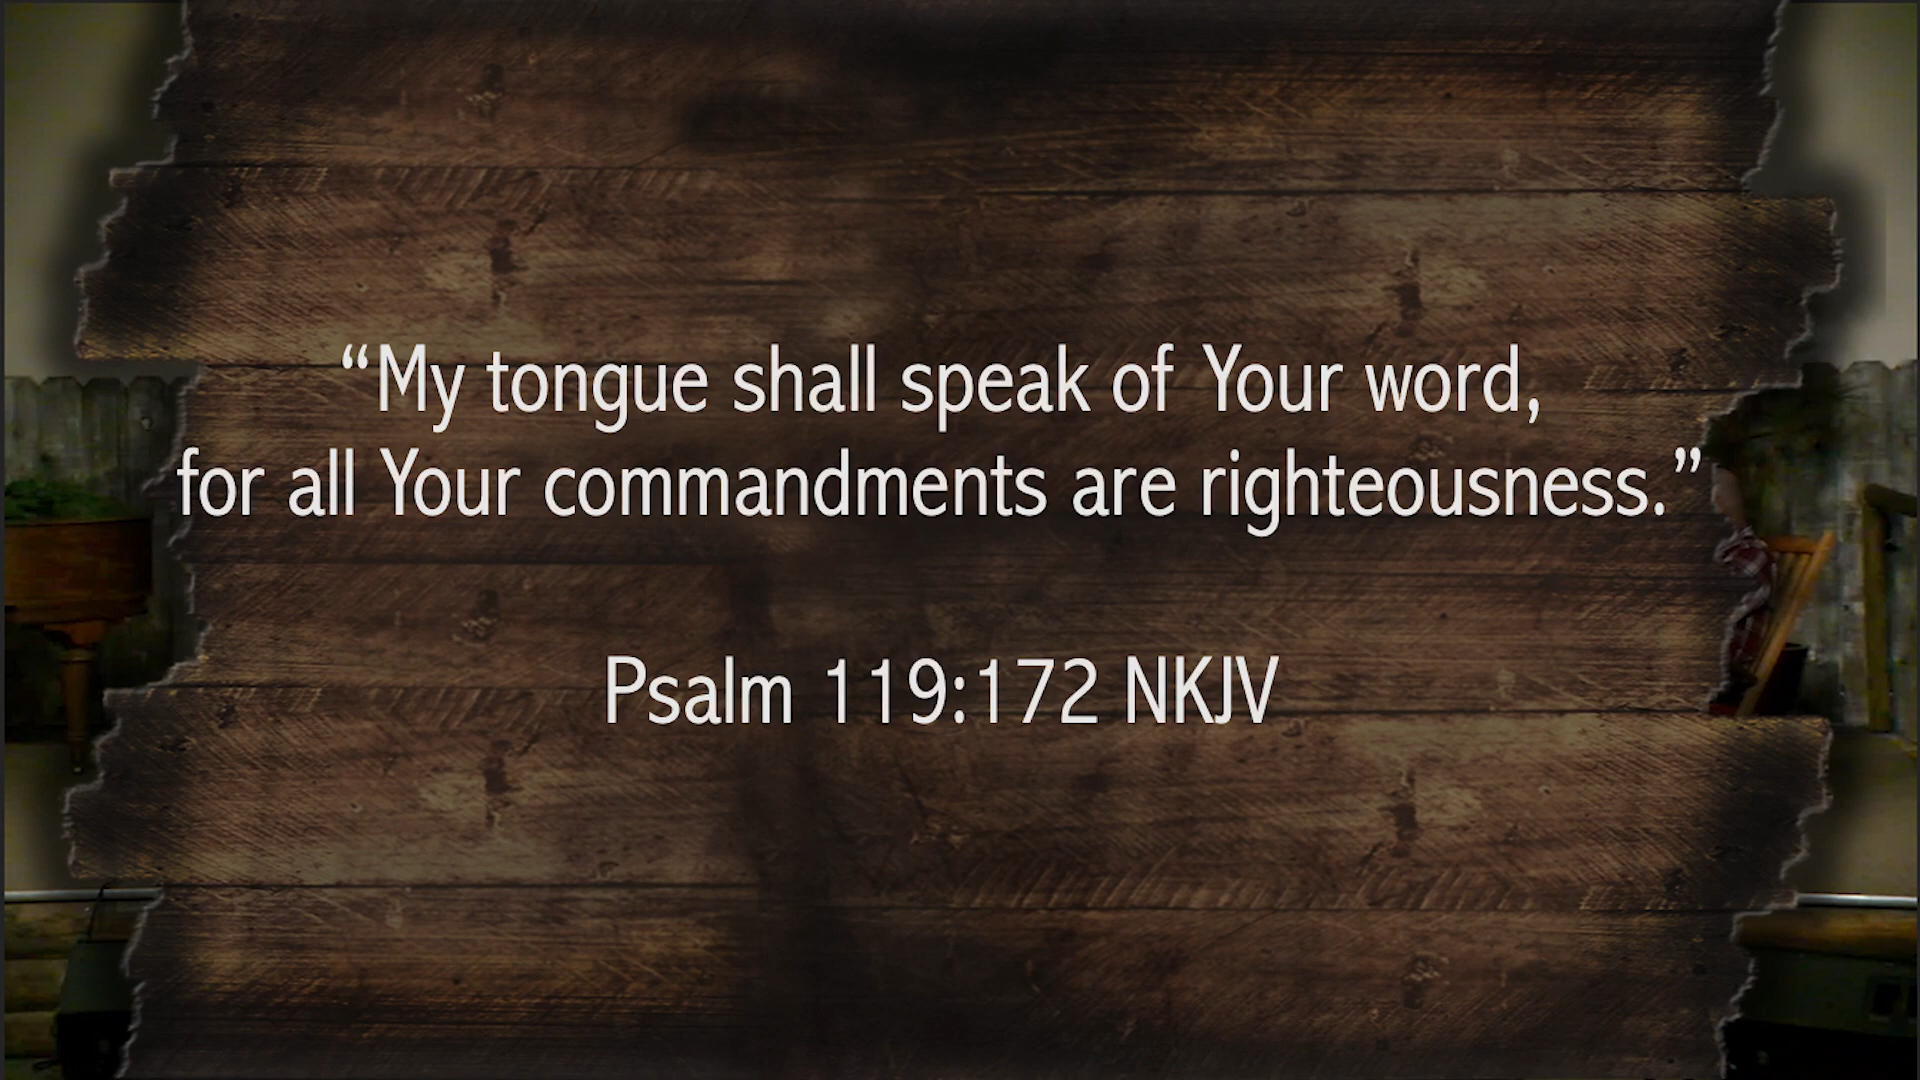 “My tongue shall speak of Your word,
for all Your commandments are righteousness.”
Psalm 119:172 NKJV